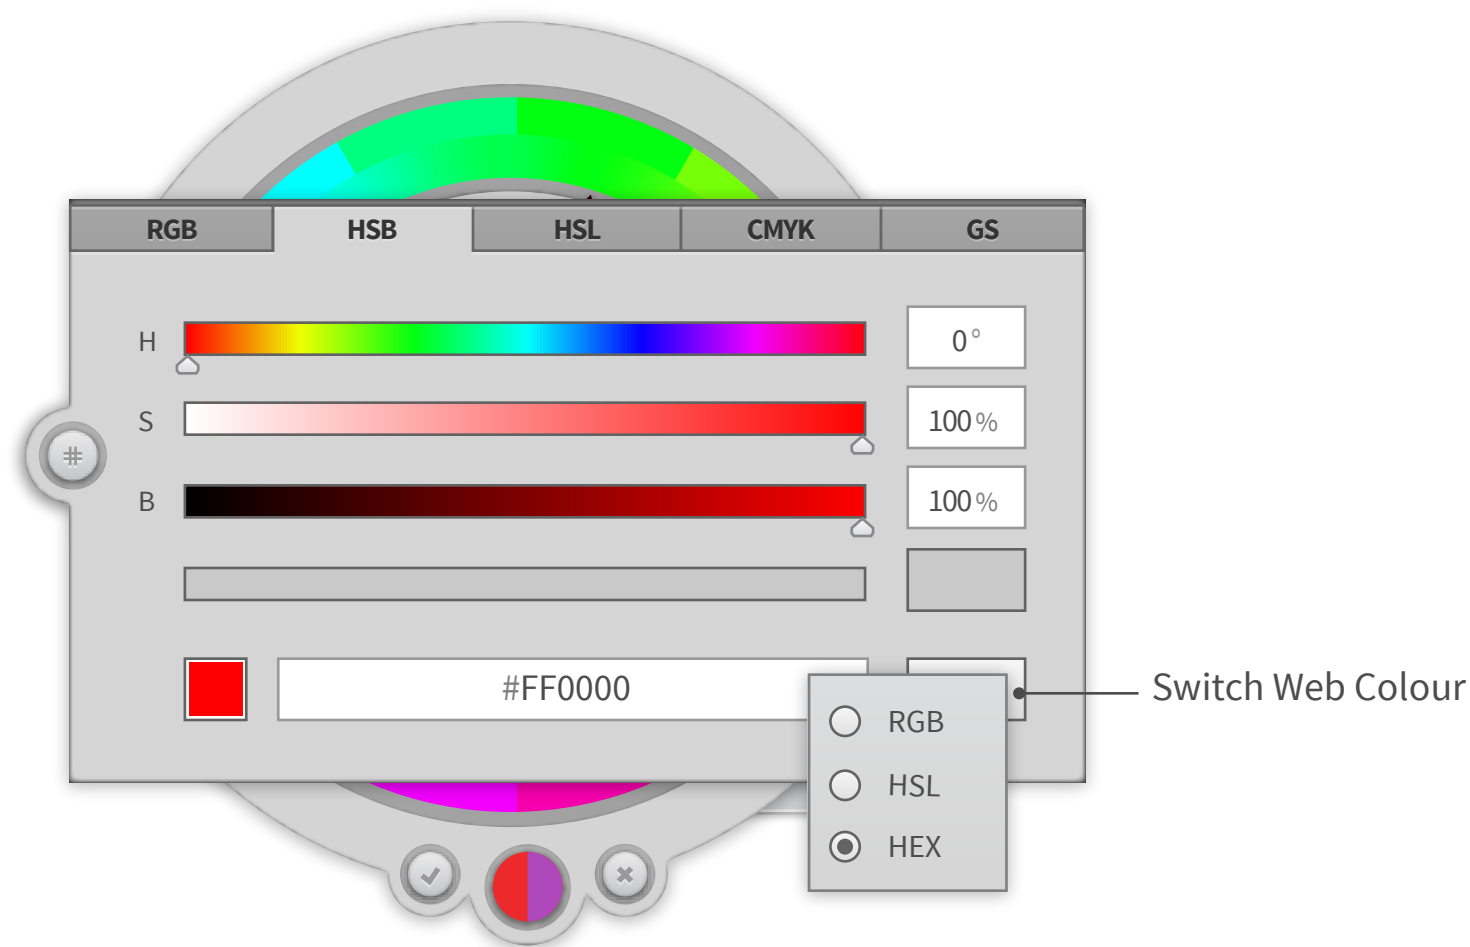 RGB HSB HSL CMYK GS
H 0°
S 100%
# B 100%
#FF0000
Switch Web Colour
RGB
HSL
HEX